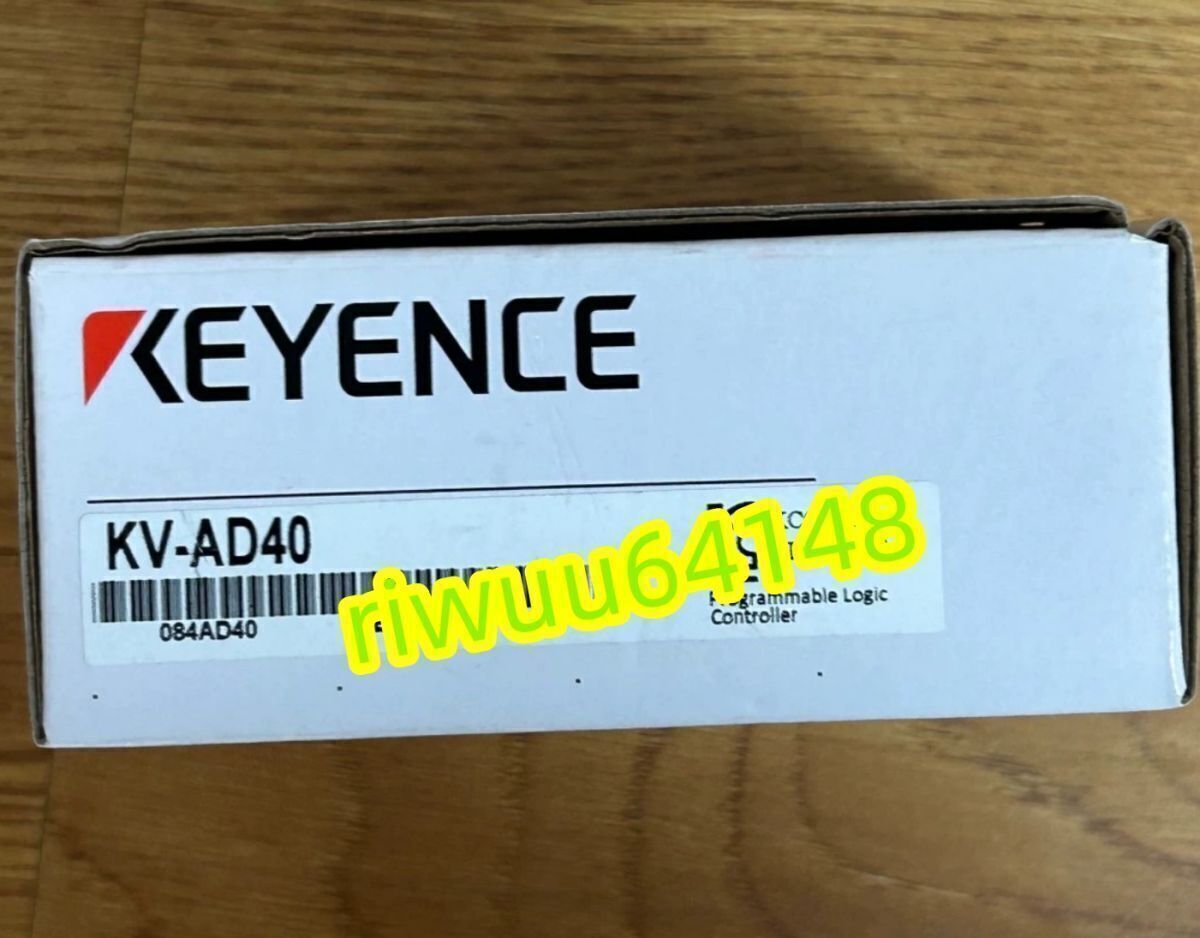 KEYENCE
KV-AD40
084AD40
riwuu64148
Programmable Logic
Controller